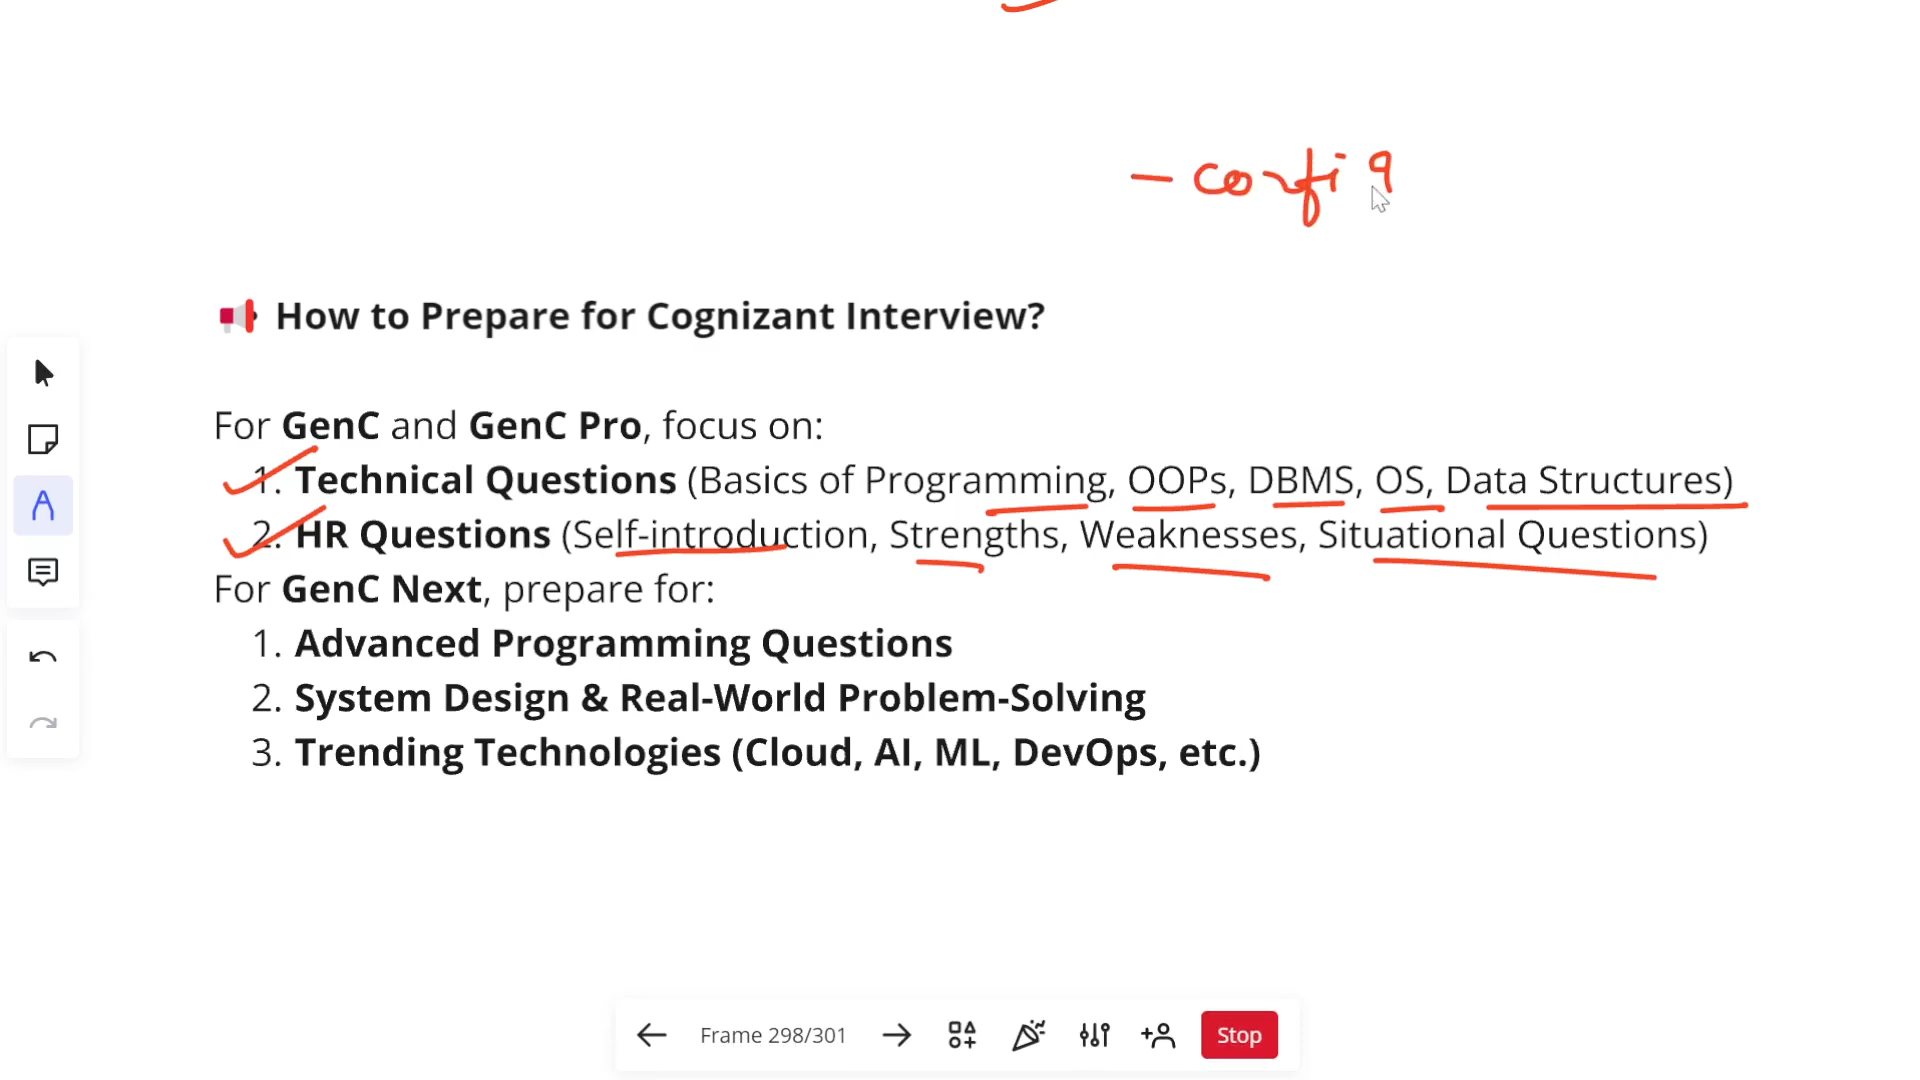 - confi
How to Prepare for Cognizant Interview?
For GenC and GenC Pro, focus on:
1. Technical Questions (Basics of Programming, OOPs, DBMS, OS, Data Structures)
2. HR Questions (Self-introduction, Strengths, Weaknesses, Situational Questions)
For GenC Next, prepare for:
1. Advanced Programming Questions
2. System Design & Real-World Problem-Solving
3. Trending Technologies (Cloud, AI, ML, DevOps, etc.)
Frame 298/301
Stop